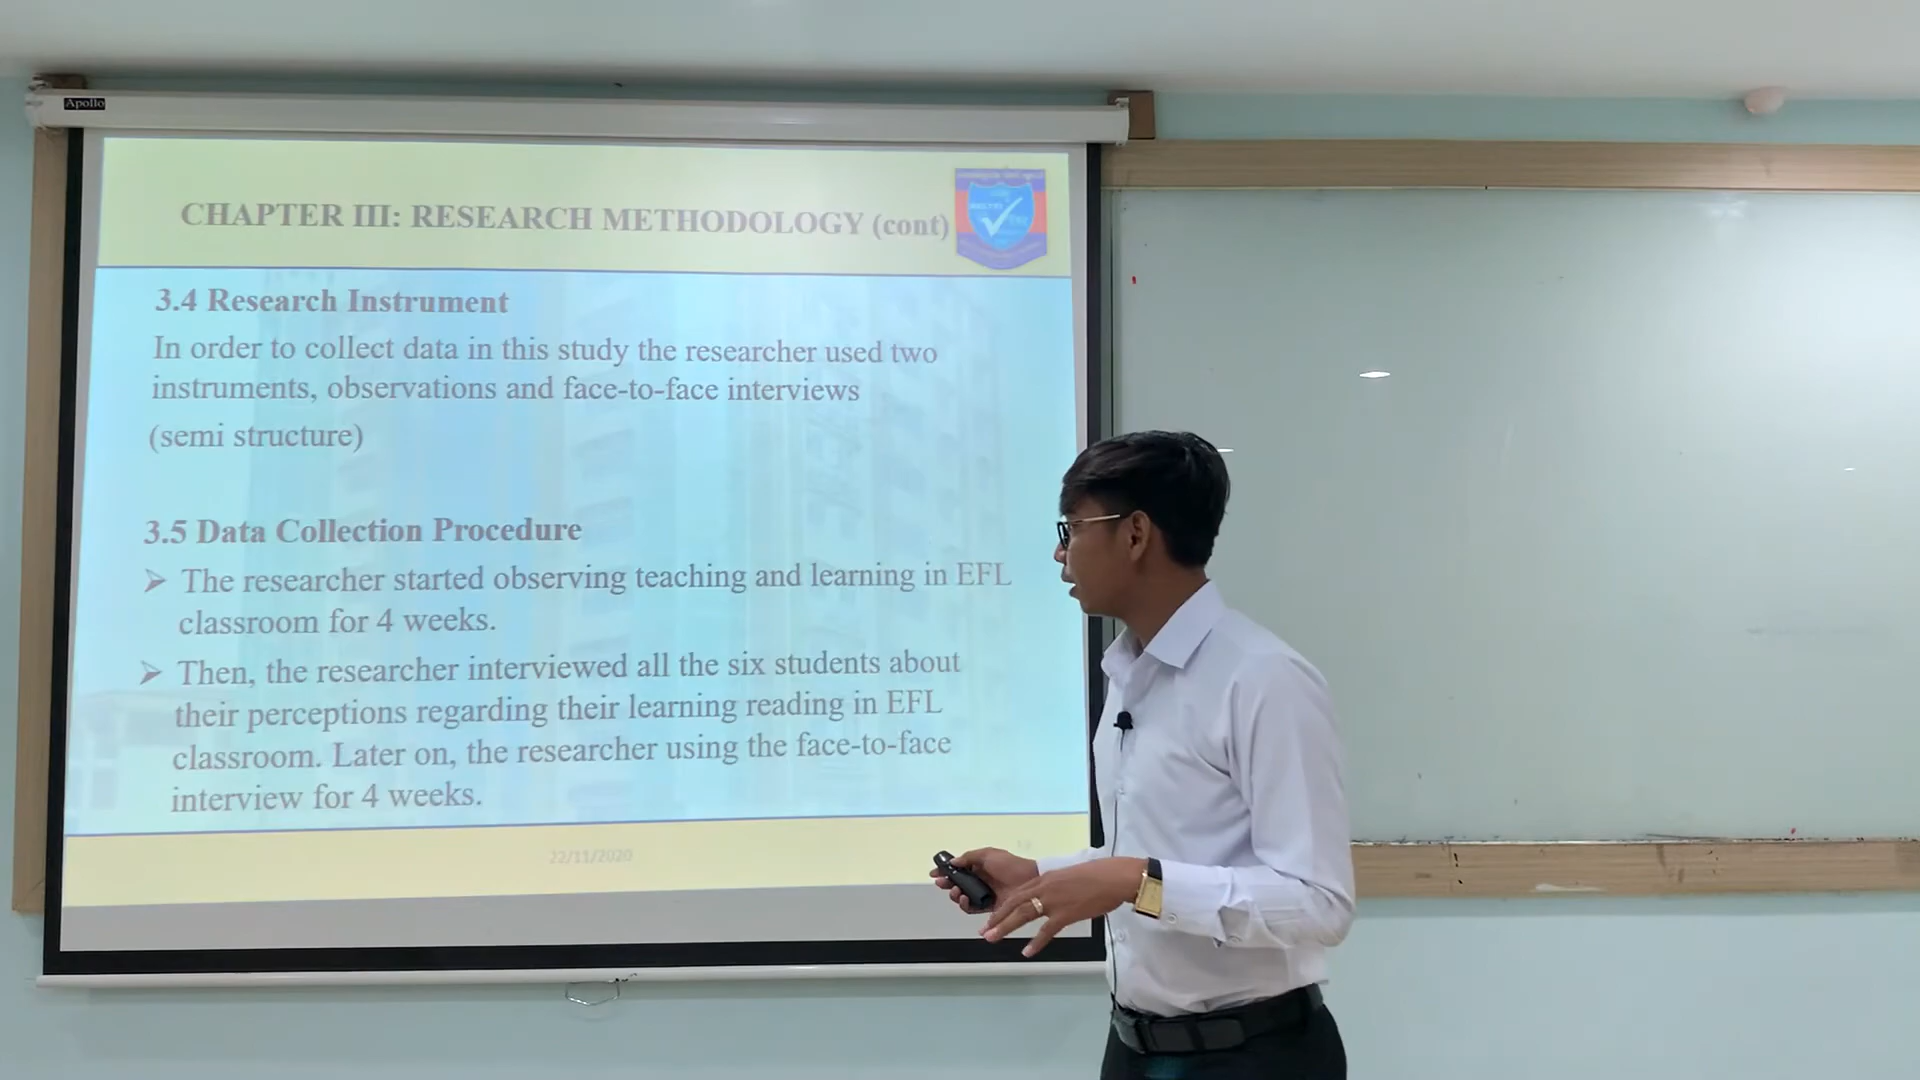 Apollo
CHAPTER III: RESEARCH METHODOLOGY (cont)
3.4 Research Instrument
In order to collect data in this study the researcher used two
instruments, observations and face-to-face interviews
(semi structure)
3.5 Data Collection Procedure
➢ The researcher started observing teaching and learning in EFL
classroom for 4 weeks.
➢ Then, the researcher interviewed all the six students about
their perceptions regarding their learning reading in EFL
classroom. Later on, the researcher using the face-to-face
interview for 4 weeks.
22/11/2020